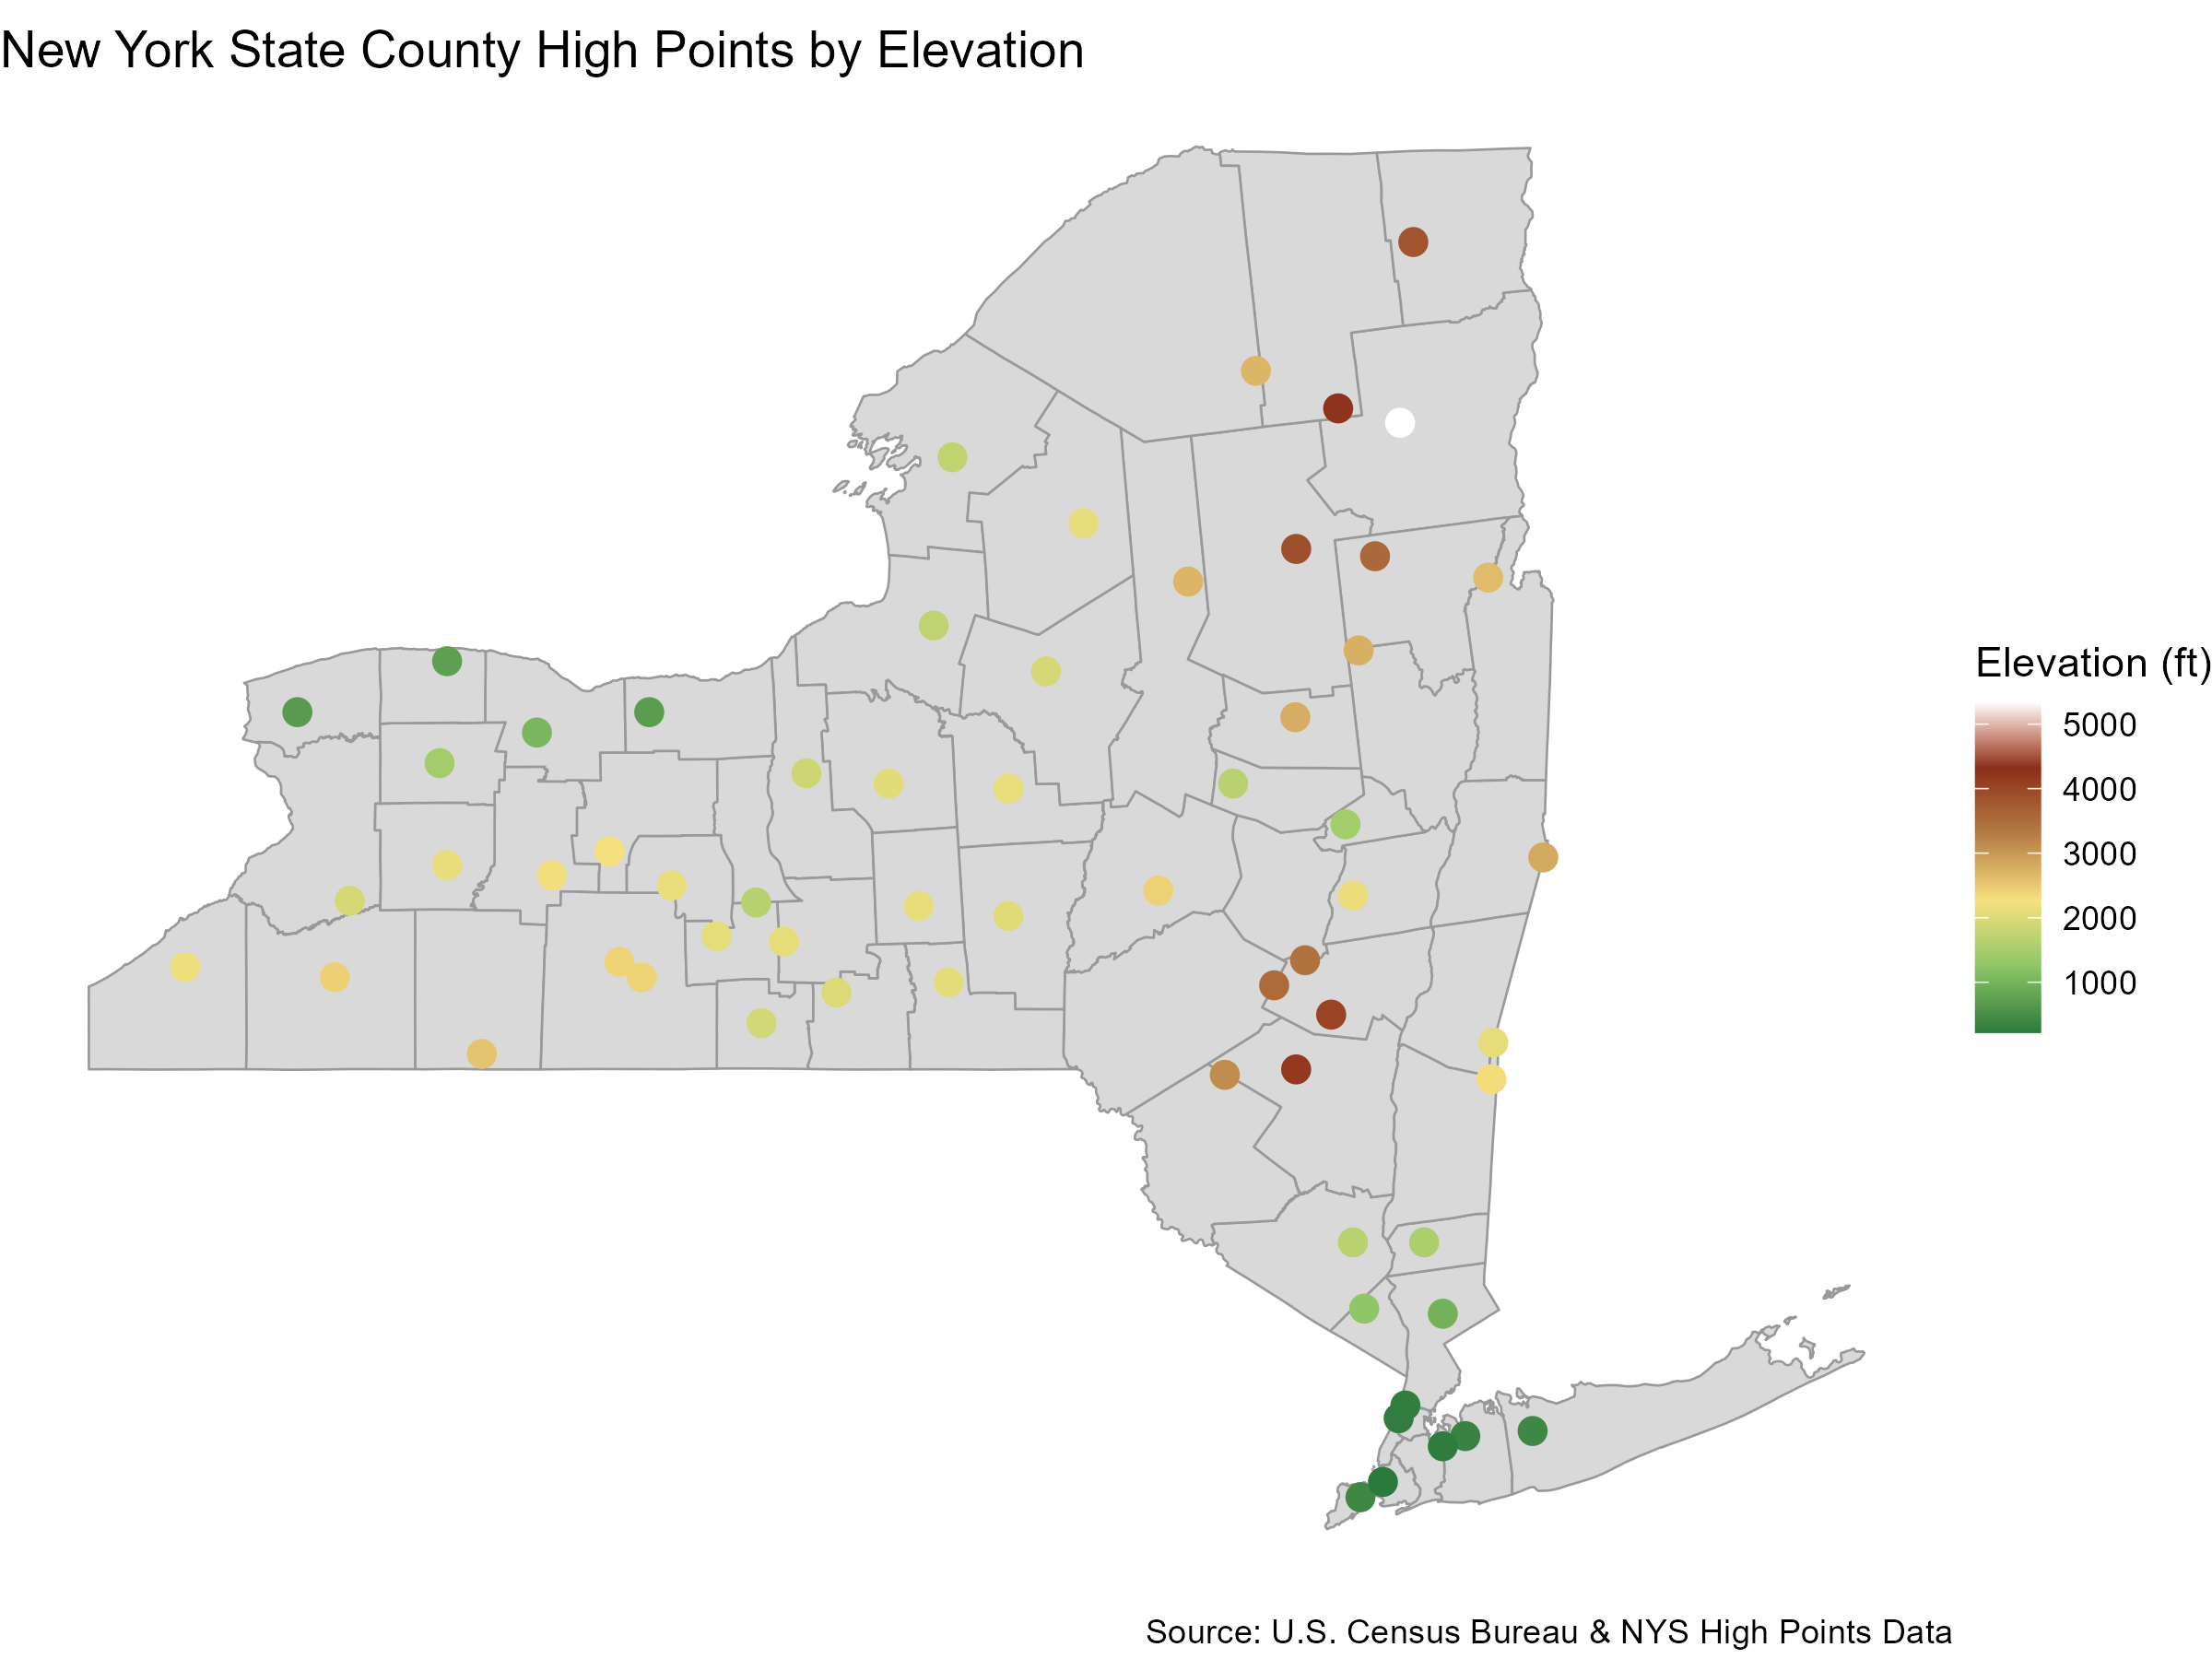 New York State County High Points by Elevation
Elevation (ft)
5000
4000
3000
2000
1000
Source: U.S. Census Bureau & NYS High Points Data